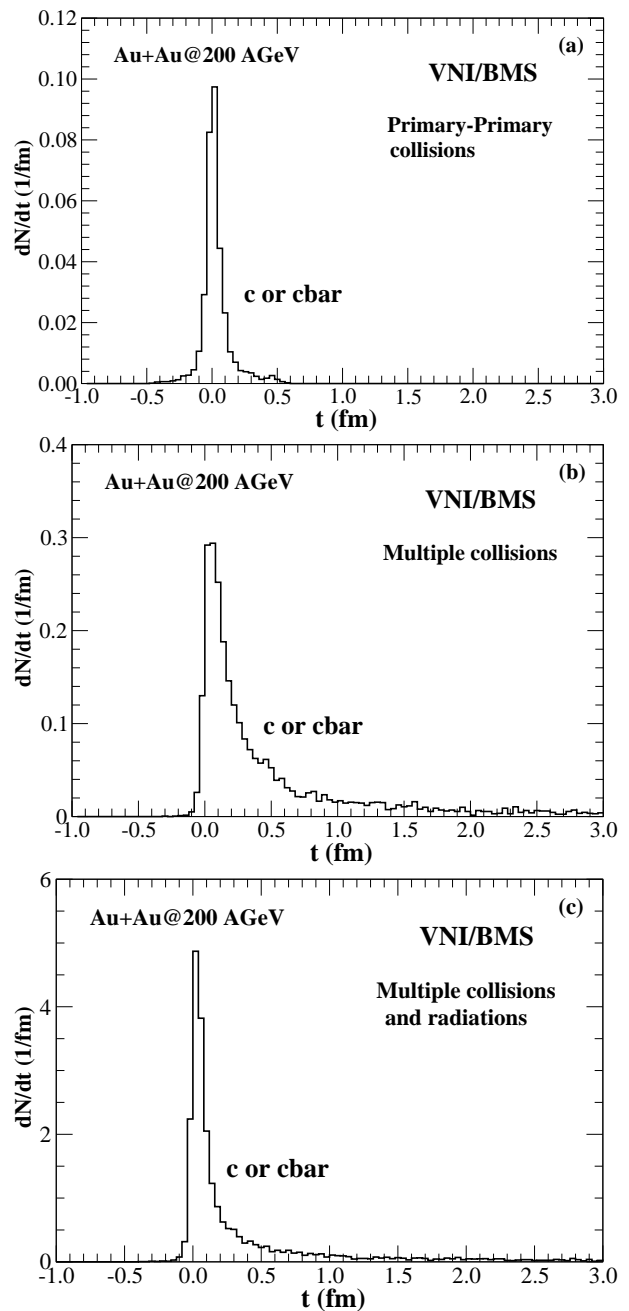 0.12
(a)
Au+Au@200 AGeV
VNI/BMS
0.10
Primary-Primary
collisions
0.08
dN/dt (1/fm)
0.06
0.04
c or cbar
0.02
0.00
-1.0 -0.5 0.0 0.5 1.0 1.5 2.0 2.5 3.0
t (fm)
0.4
(b)
Au+Au@200 AGeV
VNI/BMS
0.3
Multiple collisions
dN/dt (1/fm)
0.2
c or cbar
0.1
0
-1.0 -0.5 0.0 0.5 1.0 1.5 2.0 2.5 3.0
t (fm)
6
(c)
Au+Au@200 AGeV
VNI/BMS
Multiple collisions
and radiations
4
dN/dt (1/fm)
2
c or cbar
0
-1.0 -0.5 0.0 0.5 1.0 1.5 2.0 2.5 3.0
t (fm)